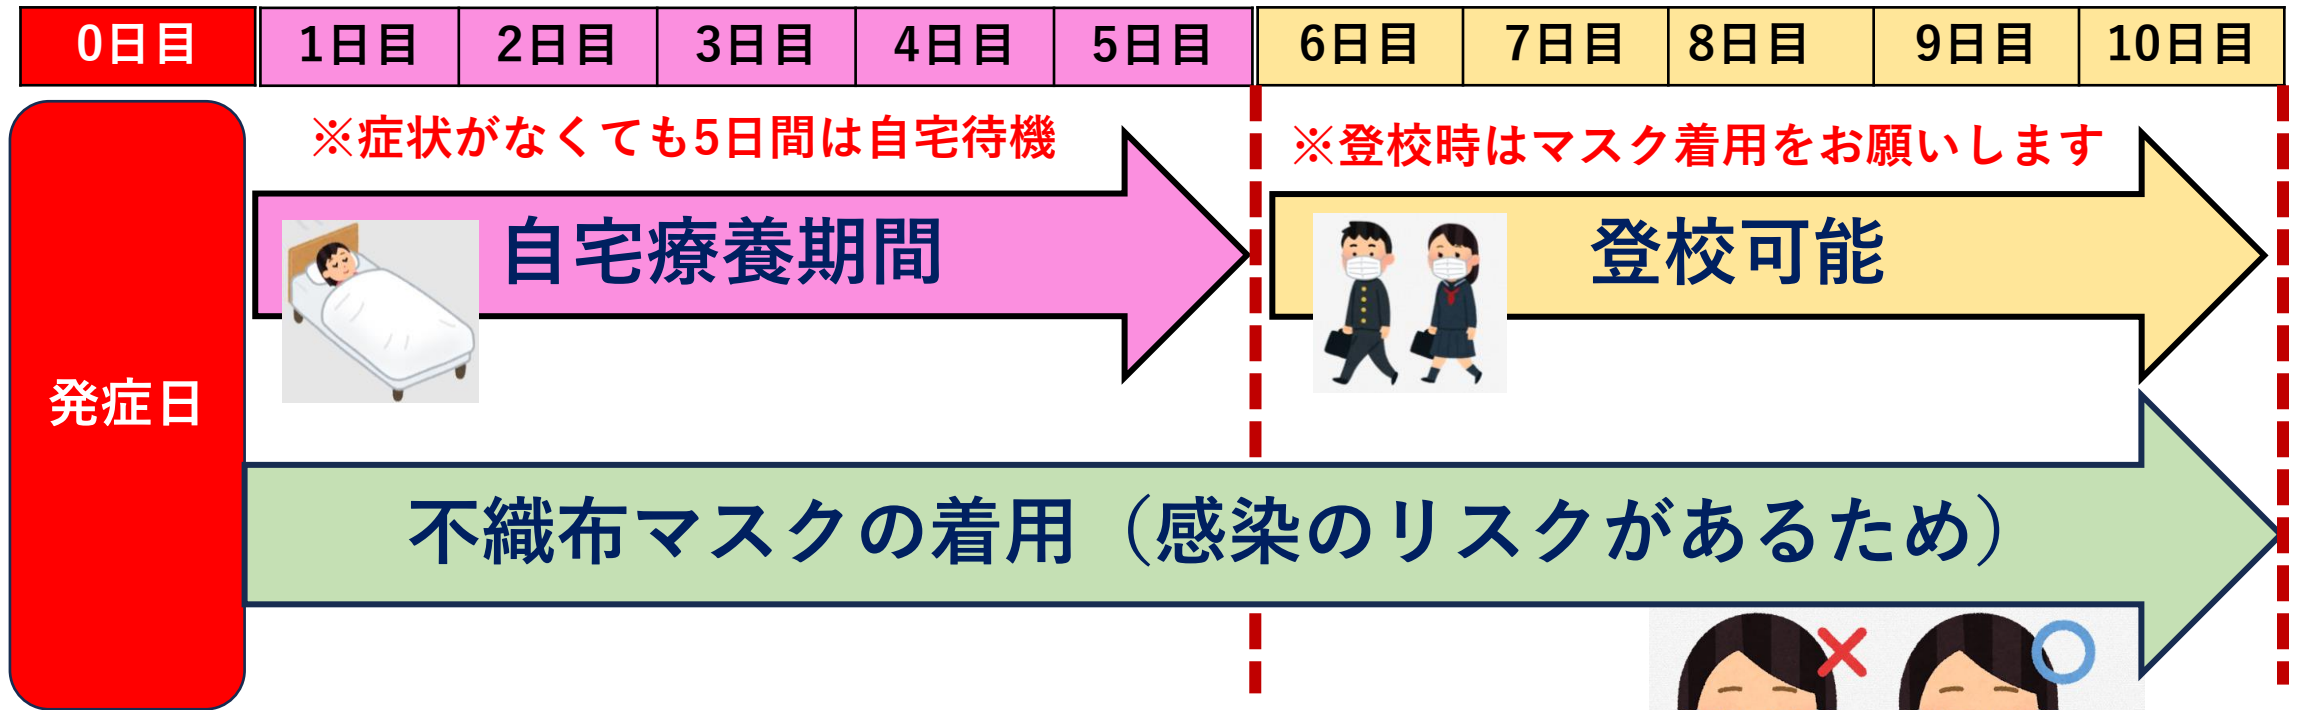 0日目 1日目 2日目 3日目 4日目 5日目 6日目 7日目 8日目 9日目 10日目
※症状がなくても5日間は自宅待機
※登校時はマスク着用をお願いします
自宅療養期間
登校可能
発症日
不織布マスクの着用（感染のリスクがあるため）